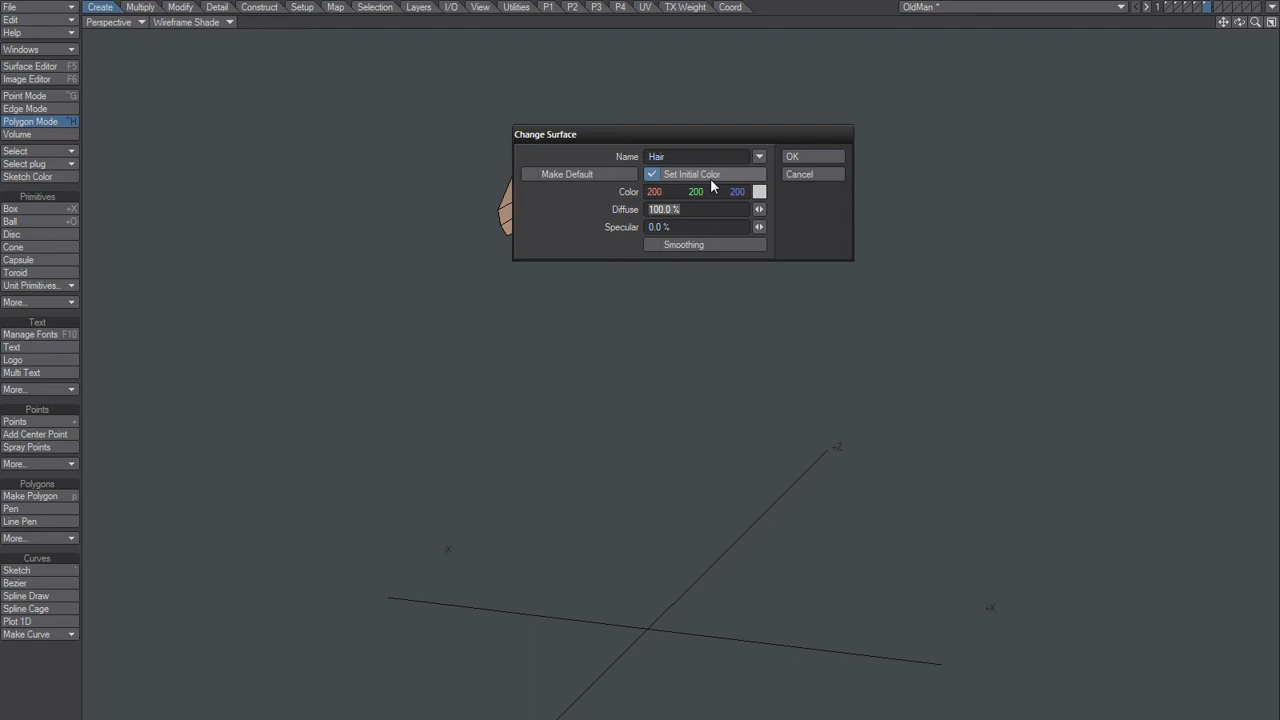 File
Create
Multiply
Modify
Detail
Construct
Setup
Map
Selection
Layers
I/O
View
Utilities
P1
P2
P3
P4
UV
TX Weight
Coord
OldMan *
1
Edit
Perspective
Wireframe Shade
Help
Windows
Surface Editor F5
Image Editor F6
Point Mode ^G
Edge Mode
Polygon Mode ^H
Volume
Select
Select plug
Sketch Color
Primitives
Box +X
Ball +O
Disc
Cone
Capsule
Toroid
Unit Primitives...
More...
Text
Manage Fonts F10
Text
Logo
Multi Text
More...
Points
Points +
Add Center Point
Spray Points
More...
Polygons
Make Polygon p
Pen
Line Pen
More...
Curves
Sketch `
Bezier
Spline Draw
Spline Cage
Plot 1D
Make Curve
Change Surface
Name Hair
OK
Make Default
Set Initial Color
Cancel
Color 200 200 200
Diffuse 100.0 %
Specular 0.0 %
Smoothing
+Z
X
+X